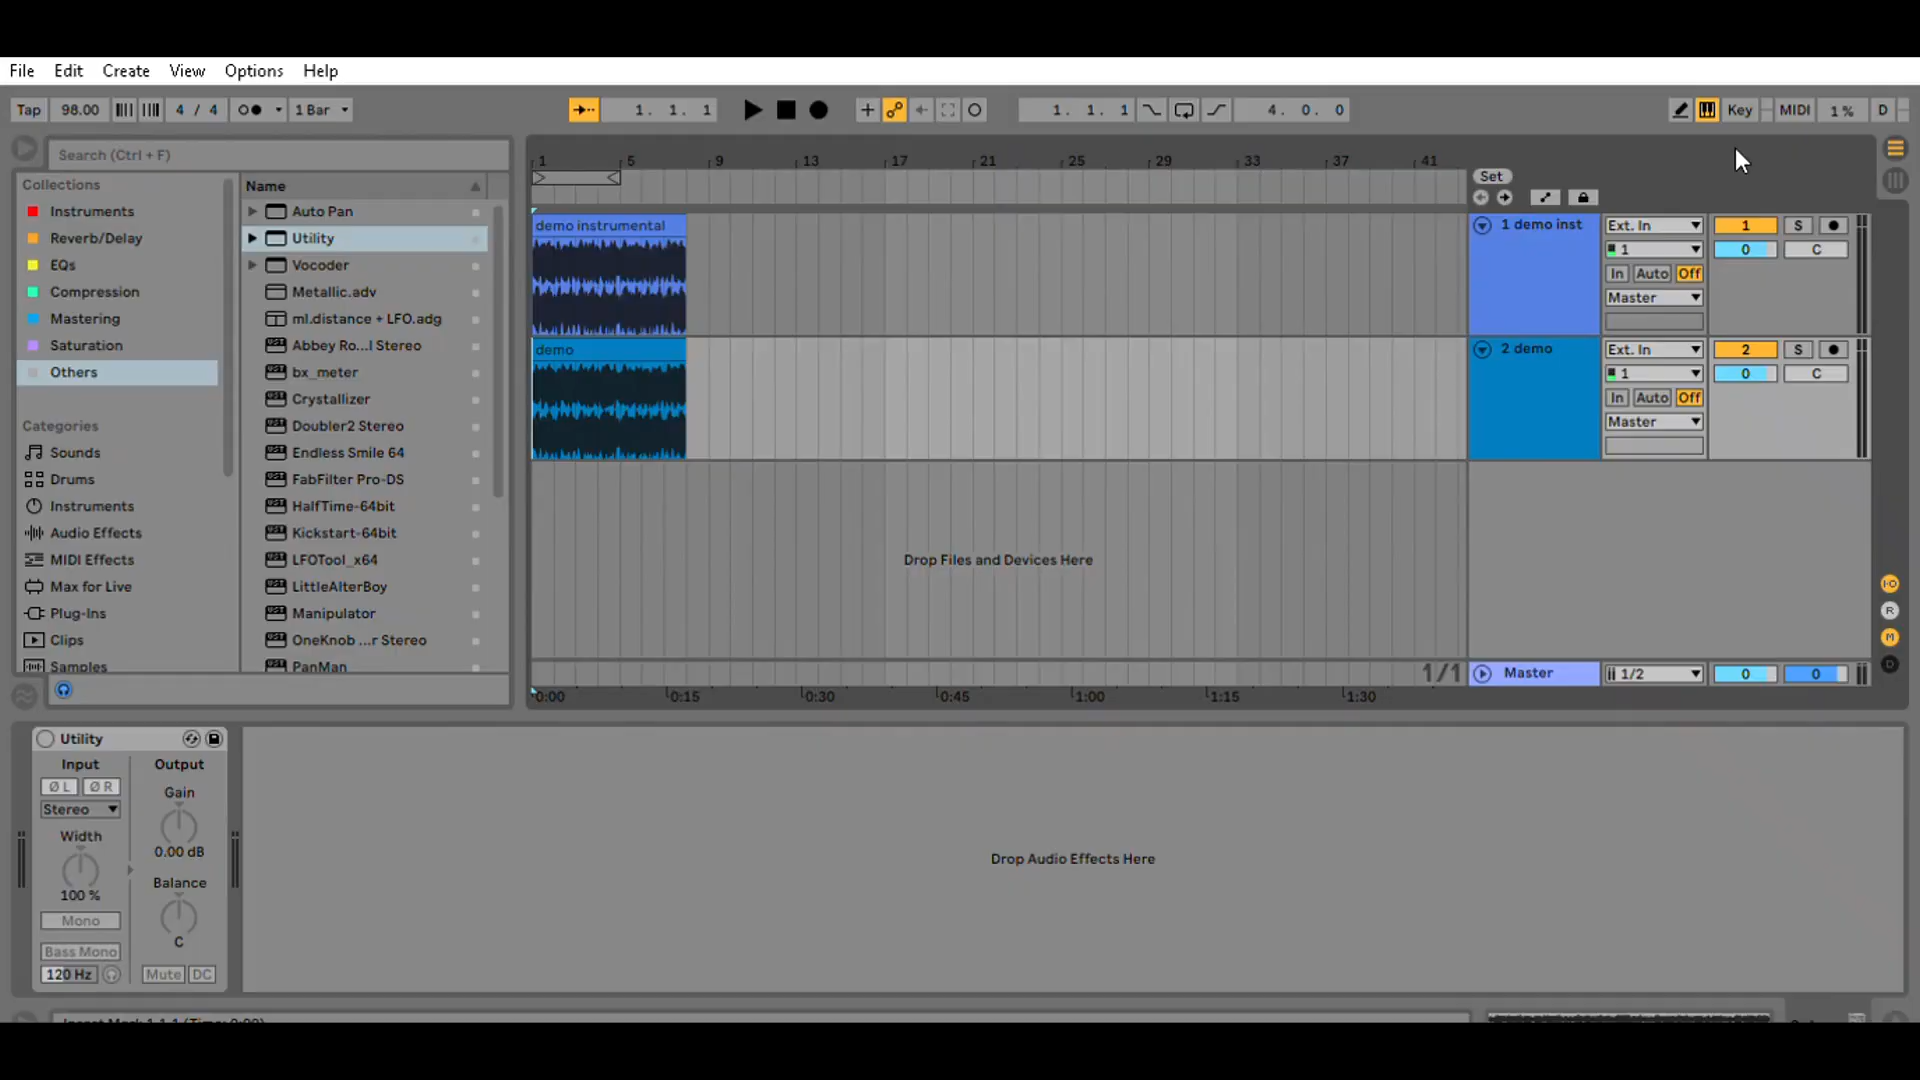 File Edit Create View Options Help
Tap 98.00 4 / 4 1 Bar 1. 1. 1 1. 1. 1 4. 0. 0 Key MIDI 1 % D
Search (Ctrl + F)
Collections
Instruments
Reverb/Delay
EQs
Compression
Mastering
Saturation
Others
Categories
Sounds
Drums
Instruments
Audio Effects
MIDI Effects
Max for Live
Plug-Ins
Clips
Samples
Name
Auto Pan
Utility
Vocoder
Metallic.adv
ml.distance + LFO.adg
Abbey Ro...l Stereo
bx_meter
Crystallizer
Doubler2 Stereo
Endless Smile 64
FabFilter Pro-DS
HalfTime-64bit
Kickstart-64bit
LFOTool_x64
LittleAlterBoy
Manipulator
OneKnob ...r Stereo
PanMan
1 5 9 13 17 21 25 29 33 37 41
Set
demo instrumental
1 demo inst Ext. In 1 S
1 0 C
In Auto Off
Master
demo
2 demo Ext. In 2 S
1 0 C
In Auto Off
Master
Drop Files and Devices Here
I·O
R
M
D
1/1 Master 1/2 0 0
0:00 0:15 0:30 0:45 1:00 1:15 1:30
Utility
Input Output
Ø L Ø R
Stereo
Gain
0.00 dB
Width
100 %
Balance
C
Mono
Bass Mono
120 Hz
Mute DC
Drop Audio Effects Here